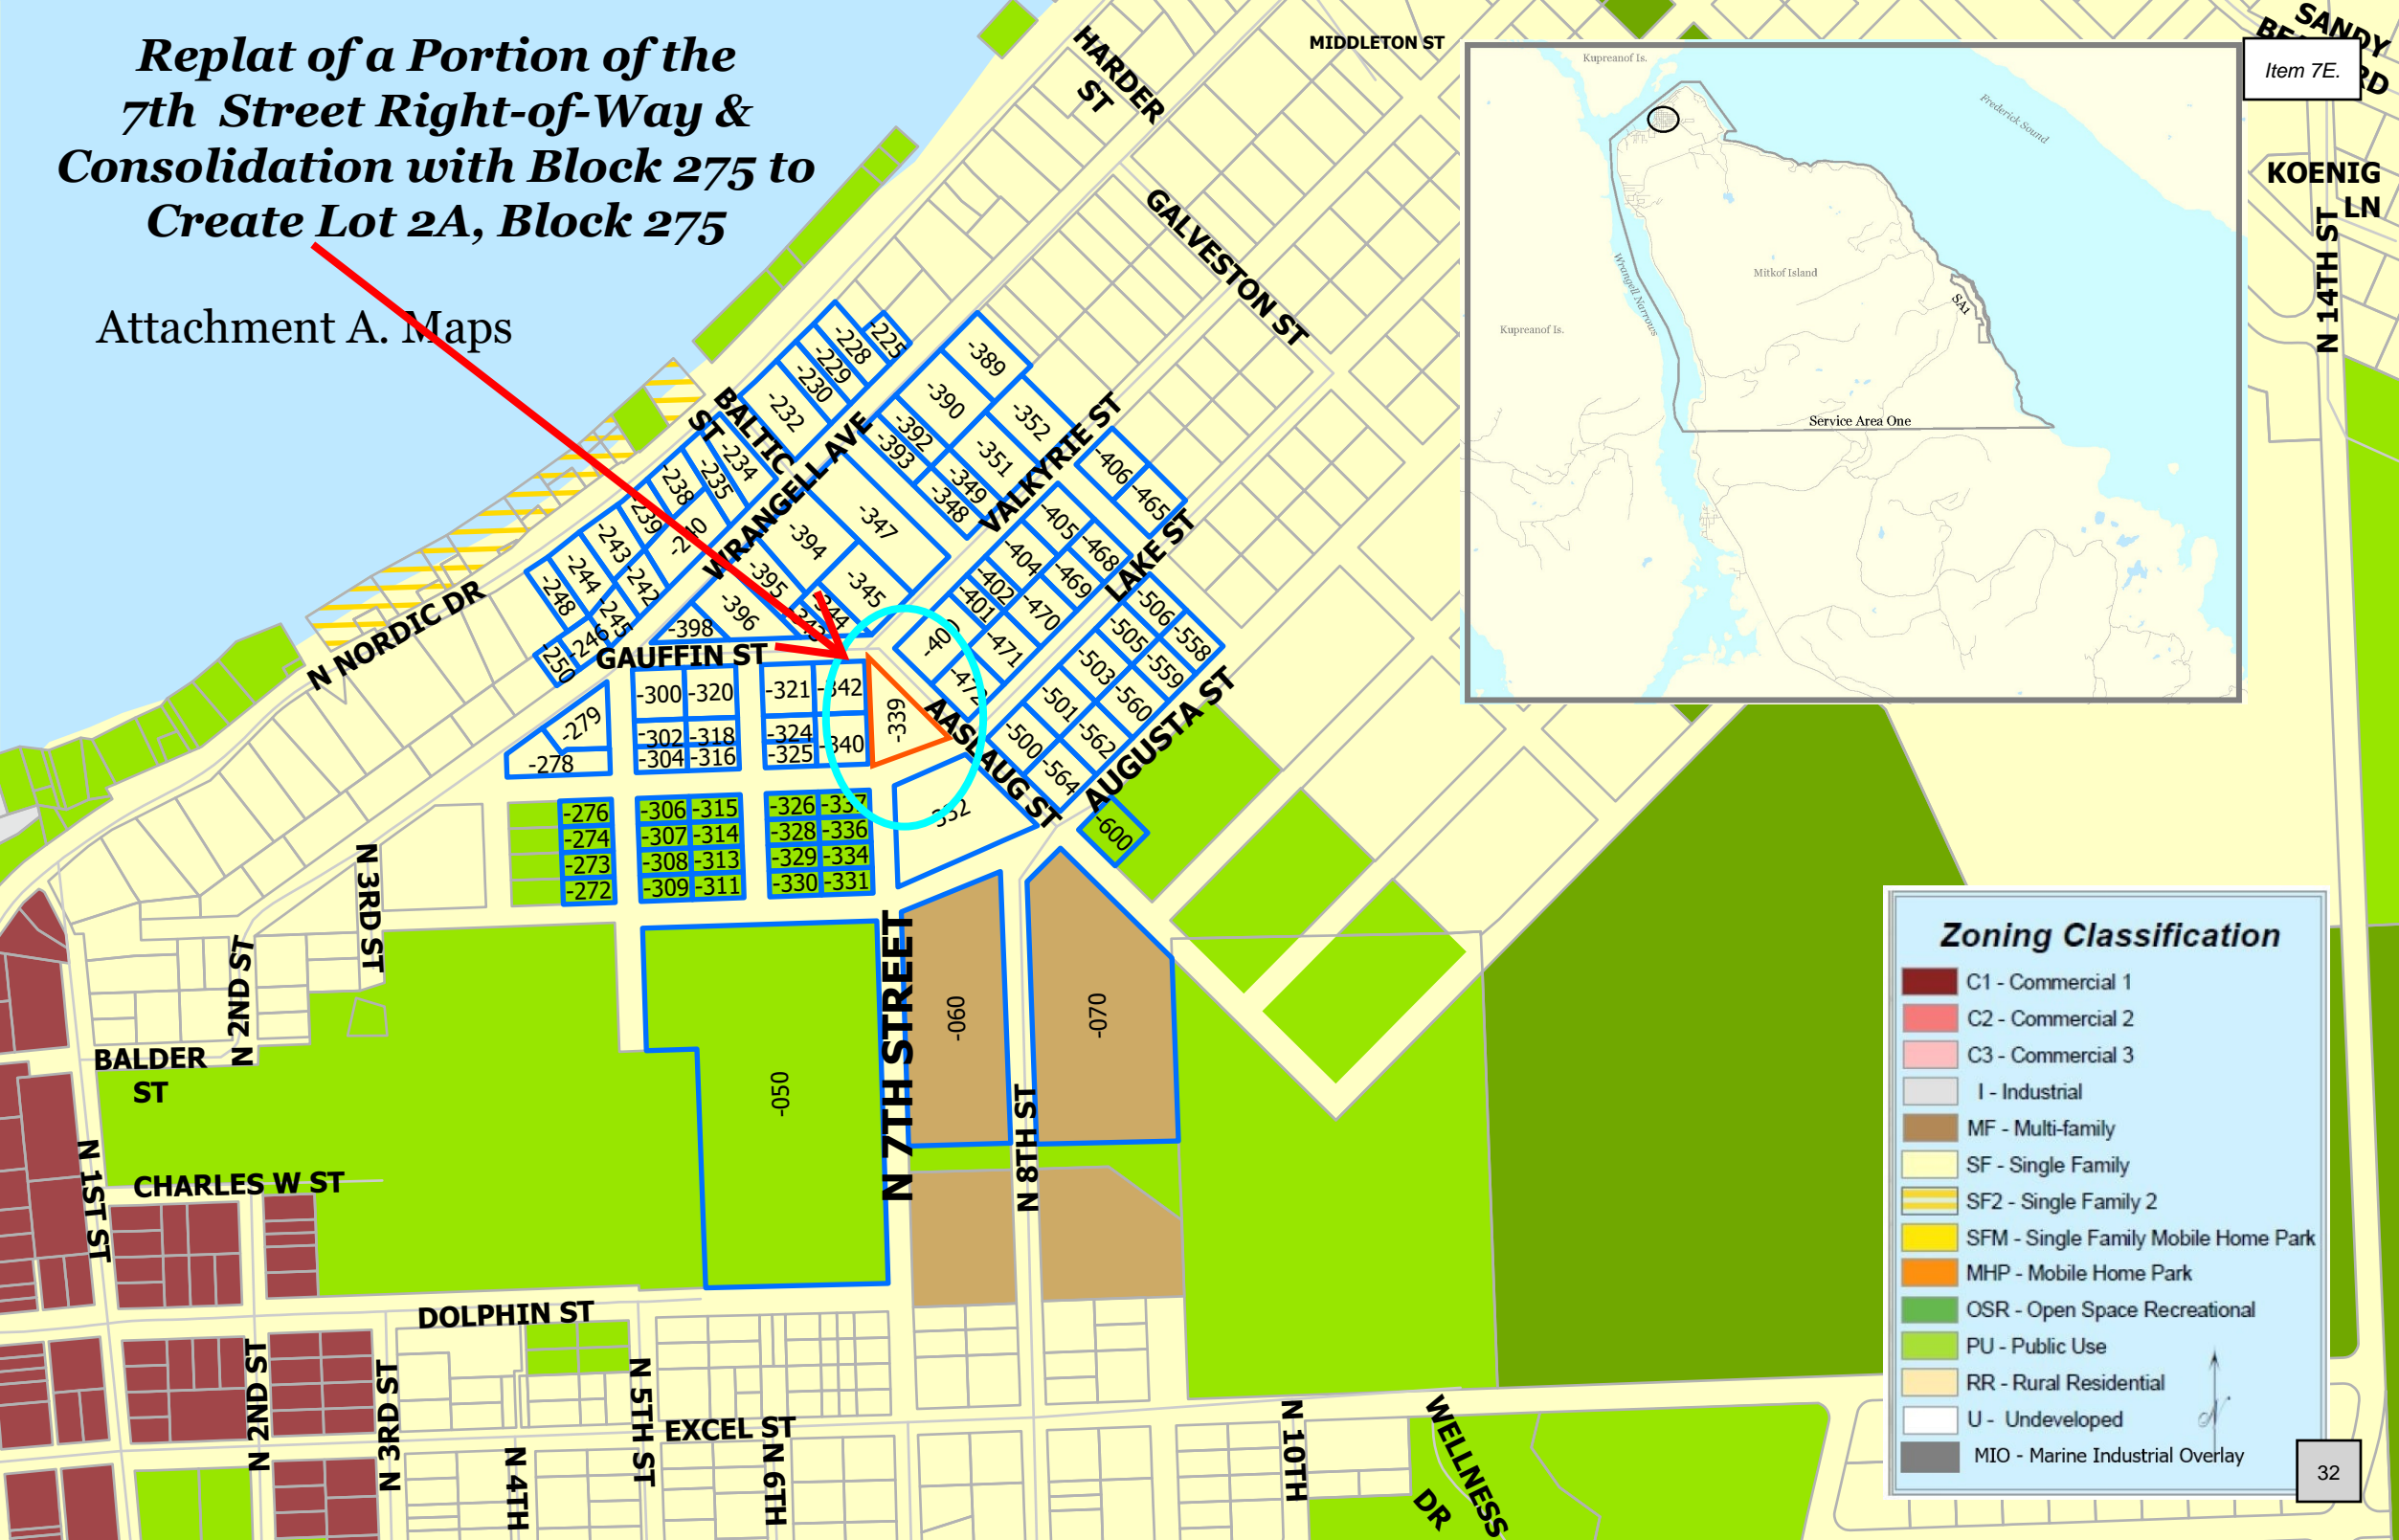 Replat of a Portion of the
7th Street Right-of-Way &
Consolidation with Block 275 to
Create Lot 2A, Block 275
Attachment A. Maps
Item 7E.
MIDDLETON ST
HARDER
ST
GALVESTON ST
SANDY
KOENIG
LN
N 14TH ST
Kupreanof Is.
Frederick Sound
Mitkof Island
Wrangell Narrows
Kupreanof Is.
SA1
Service Area One
BALTIC
ST
WRANGELL AVE
VALKYRIE ST
LAKE ST
AUGUSTA ST
AASLAUG ST
N NORDIC DR
GAUFFIN ST
-225
-228
-229
-230
-232
-234
-235
-238
-239
-240
-243
-242
-244
-245
-248
-246
-250
-389
-390
-392
-393
-352
-351
-349
-348
-347
-394
-395
-396
-398
-345
-344
-343
-406
-465
-405
-468
-404
-469
-402
-401
-470
-400
-471
-472
-506
-558
-505
-559
-503
-560
-501
-562
-500
-564
-600
-279
-278
-300
-320
-302
-318
-304
-316
-321
-342
-324
-325
-340
-339
-332
-276
-274
-273
-272
-306
-315
-307
-314
-308
-313
-309
-311
-326
-337
-328
-336
-329
-334
-330
-331
-050
-060
-070
N 7TH STREET
N 8TH ST
N 3RD ST
N 2ND ST
BALDER
ST
N 1ST ST
CHARLES W ST
DOLPHIN ST
N 2ND ST
N 3RD ST
N 5TH ST
EXCEL ST
N 4TH
N 6TH
N 10TH
WELLNESS
DR
Zoning Classification
C1 - Commercial 1
C2 - Commercial 2
C3 - Commercial 3
I - Industrial
MF - Multi-family
SF - Single Family
SF2 - Single Family 2
SFM - Single Family Mobile Home Park
MHP - Mobile Home Park
OSR - Open Space Recreational
PU - Public Use
RR - Rural Residential
U - Undeveloped
MIO - Marine Industrial Overlay
N
32